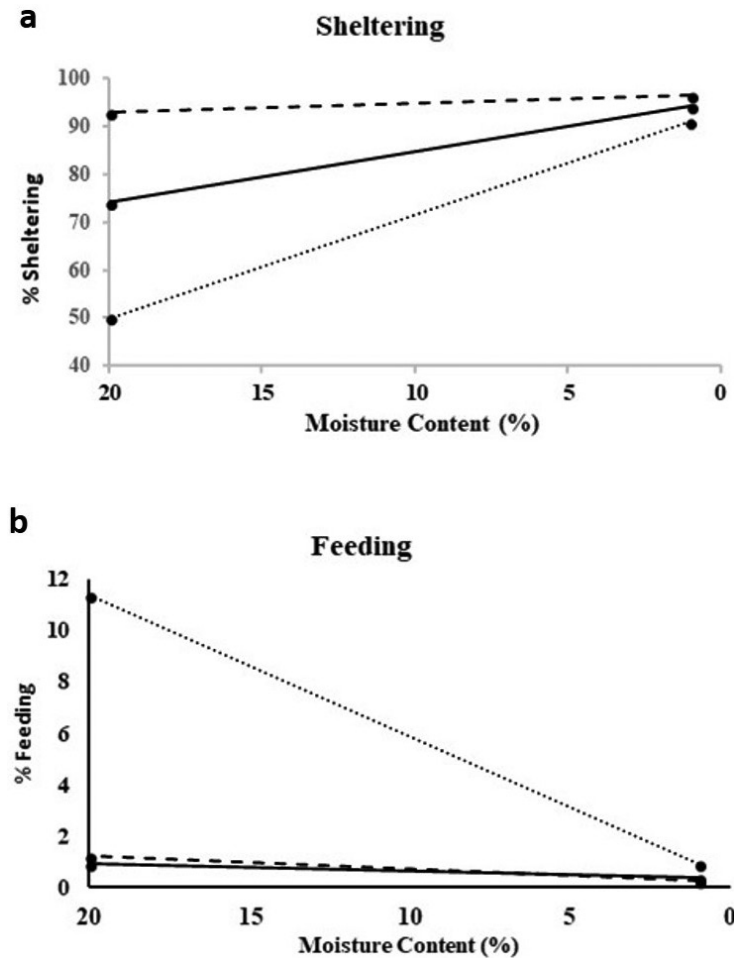 a
Sheltering
100
90
80
70
60
50
40
% Sheltering
20 15 10 5 0
Moisture Content (%)
b
Feeding
12
10
8
6
4
2
0
% Feeding
20 15 10 5 0
Moisture Content (%)